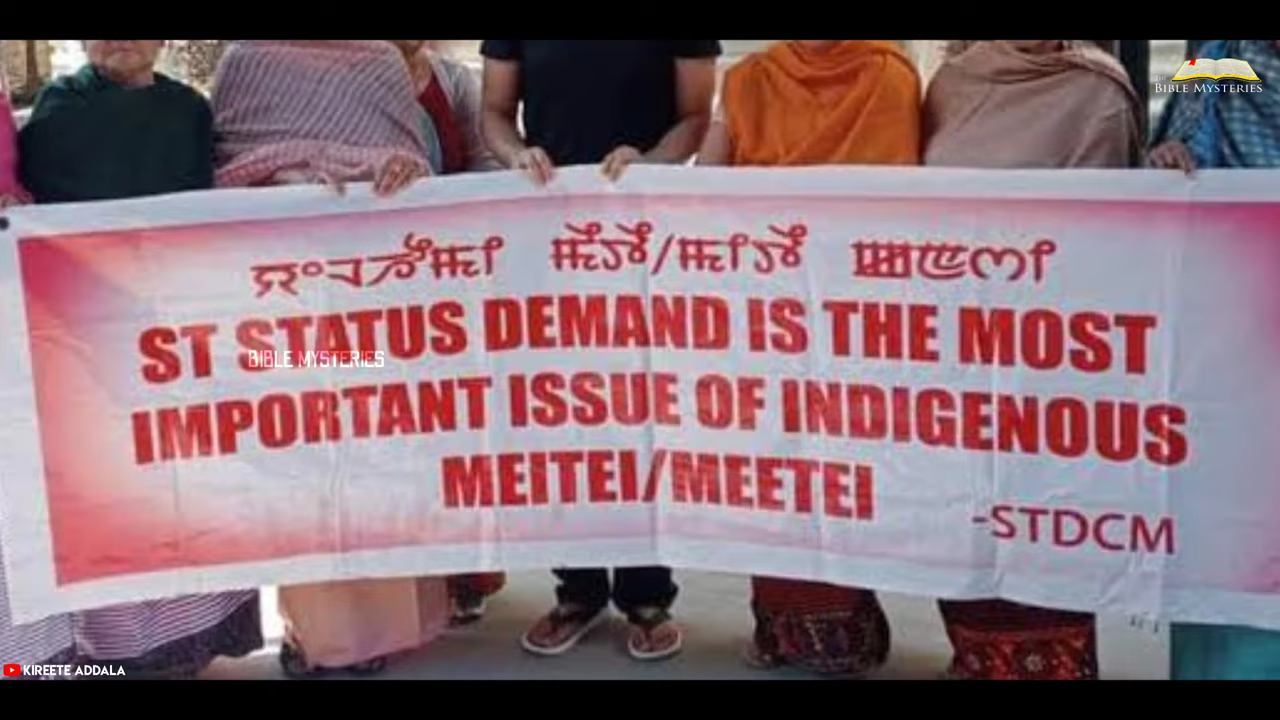 THE
BIBLE MYSTERIES
ST STATUS DEMAND IS THE MOST
BIBLE MYSTERIES
IMPORTANT ISSUE OF INDIGENOUS
MEITEI/MEETEI
-STDCM
KIREETE ADDALA